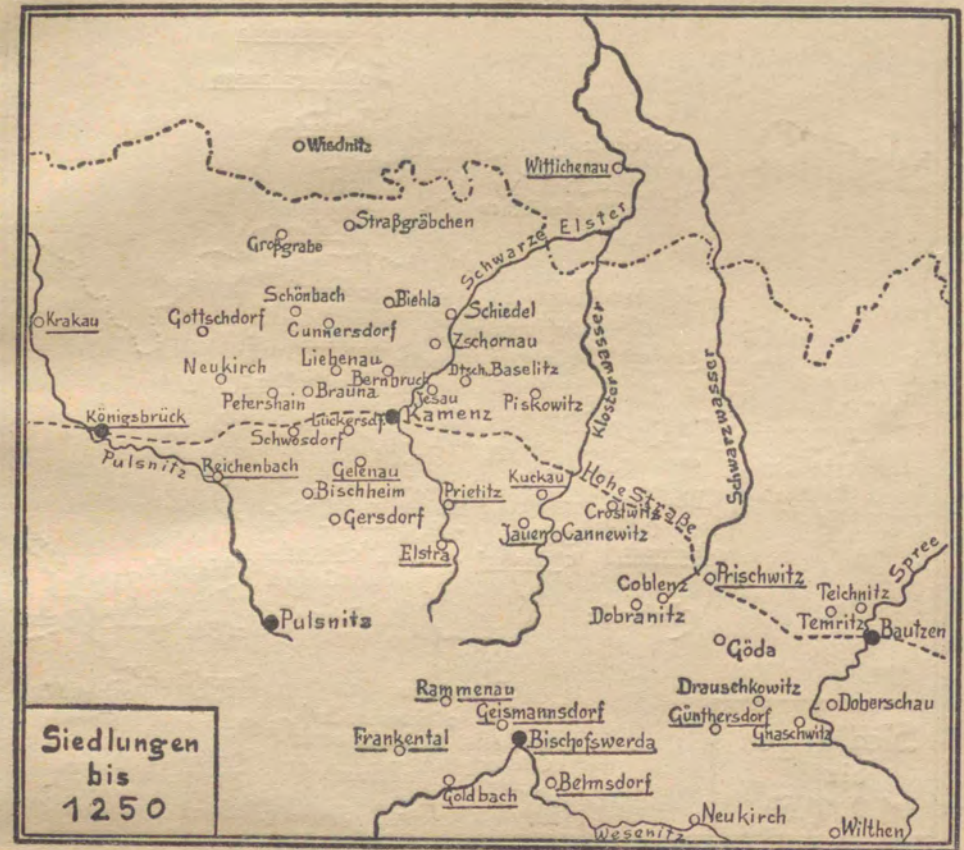 Wiednitz
Wittichenau
Straßgräbchen
Großgrabe
Schwarze Elster
Schönbach
Biehla
Krakau
Gottschdorf
Cunnersdorf
Schiedel
Zschornau
Neukirch
Liebenau
Bernbruch
Dtsch. Baselitz
Petershain
Brauna
Jesau
Piskowitz
Klosterwasser
Schwarzwasser
Königsbrück
Lückersdf
Kamenz
Schwosdorf
Pulsnitz
Reichenbach
Gelenau
Bischheim
Prietitz
Kuckau
Hohe Straße
Crostwitz
Gersdorf
Jauer
Cannewitz
Elstra
Spree
Coblenz
Prischwitz
Teichnitz
Dobranitz
Temritz
Pulsnitz
Bautzen
Göda
Rammenau
Drauschkowitz
Doberschau
Geismannsdorf
Günthersdorf
Ghaschwitz
Frankental
Bischofswerda
Siedlungen
bis
1250
Goldbach
Belmsdorf
Neukirch
Wesenitz
Wilthen